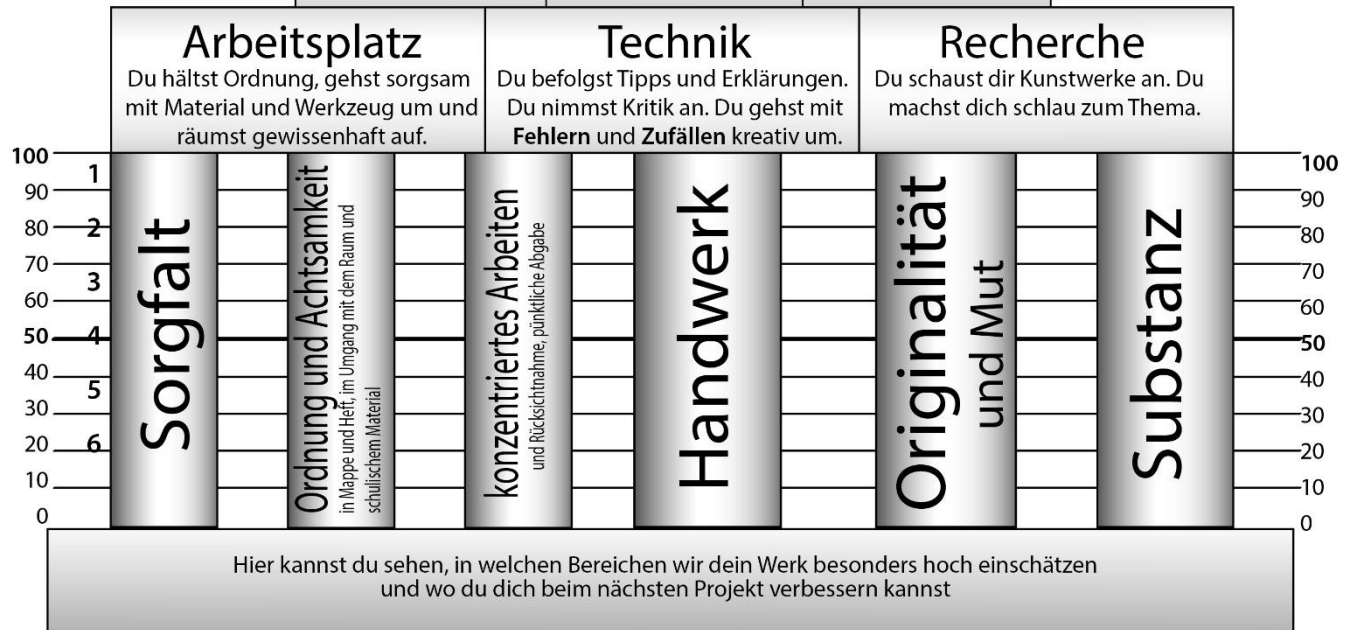 Arbeitsplatz
Du hältst Ordnung, gehst sorgsam
mit Material und Werkzeug um und
räumst gewissenhaft auf.
Technik
Du befolgst Tipps und Erklärungen.
Du nimmst Kritik an. Du gehst mit
Fehlern und Zufällen kreativ um.
Recherche
Du schaust dir Kunstwerke an. Du
machst dich schlau zum Thema.
100
90
80
70
60
50
40
30
20
10
0
1
2
3
4
5
6
Sorgfalt
Ordnung und Achtsamkeit
in Mappe und Heft, im Umgang mit dem Raum und
schulischem Material
konzentriertes Arbeiten
und Rücksichtnahme, pünktliche Abgabe
Handwerk
Originalität
und Mut
Substanz
100
90
80
70
60
50
40
30
20
10
0
Hier kannst du sehen, in welchen Bereichen wir dein Werk besonders hoch einschätzen
und wo du dich beim nächsten Projekt verbessern kannst